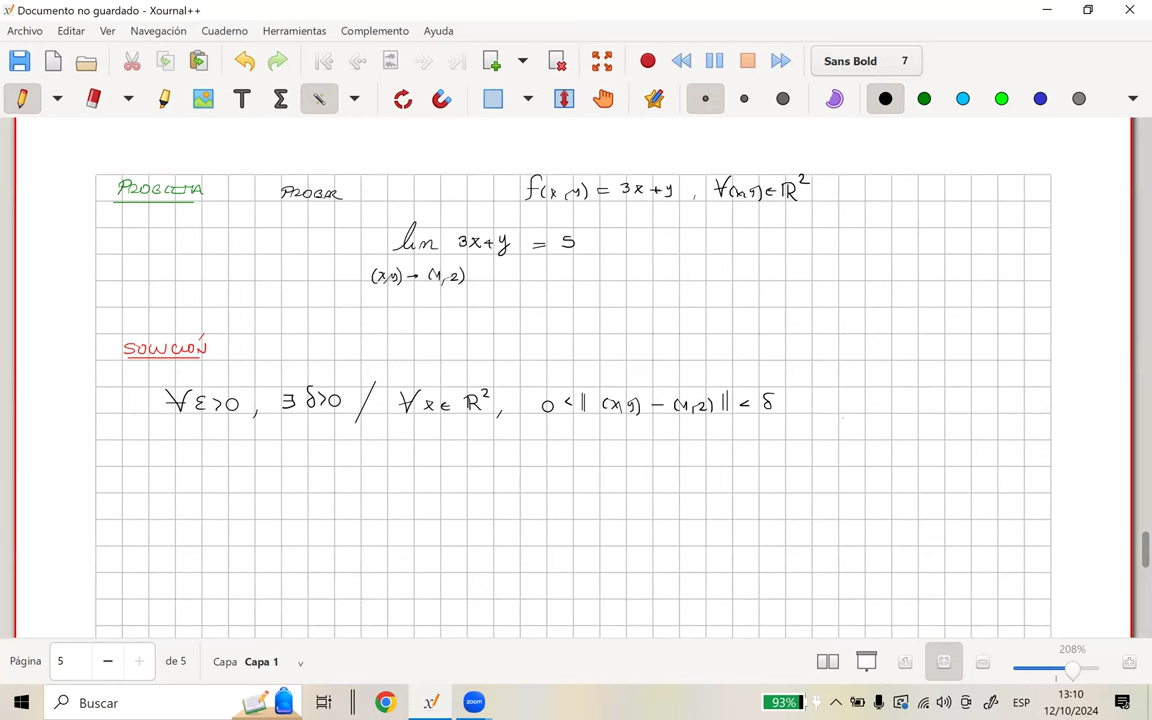 Documento no guardado - Xournal++
Archivo Editar Ver Navegación Cuaderno Herramientas Complemento Ayuda
Sans Bold 7
PROBLEMA PROBAR f(x,y) = 3x+y , ∀(x,y)∈ℝ²
lim 3x+y = 5
(x,y)→(1,2)
SOLUCIÓN
∀ε>0, ∃δ>0 / ∀x∈ℝ², 0<‖(x,y)−(1,2)‖<δ
Página 5 de 5 Capa Capa 1 208%
Buscar 93% ESP 13:10
12/10/2024